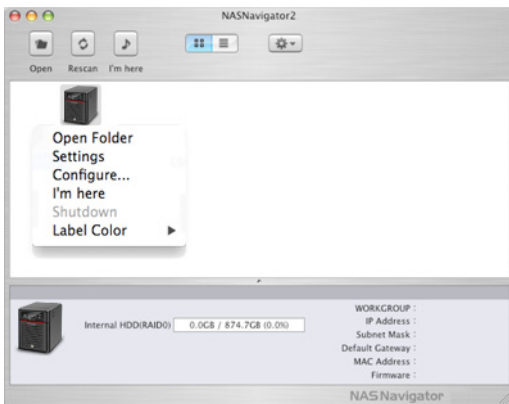 NASNavigator2
Open Rescan I'm here
Open Folder
Settings
Configure...
I'm here
Shutdown
Label Color
Internal HDD(RAID0) 0.0GB / 874.7GB (0.0%)
WORKGROUP :
IP Address :
Subnet Mask :
Default Gateway :
MAC Address :
Firmware :
NAS Navigator